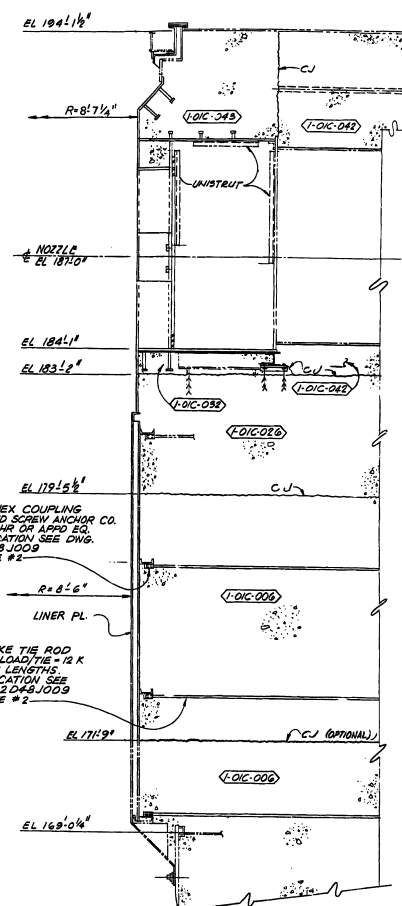 EL 194'-1½"
CJ
R=8'-7¼"
1-01C-043
1-01C-042
UNISTRUT
NOZZLE
EL 187'-0"
EL 184'-1"
EL 183'-2"
CJ
1-01C-042
1-01C-032
1-01C-026
EL 179'-5½"
CJ
EX COUPLING
D SCREW ANCHOR CO.
HR OR APPD EQ.
ATION SEE DWG.
8J009
E #2
1-01C-006
R=8'-6"
LINER PL.
KE TIE ROD
LOAD/TIE = 12 K
LENGTHS.
CATION SEE
2D48J009
E #2
EL 171'-9"
CJ (OPTIONAL)
1-01C-006
EL 169'-0¼"